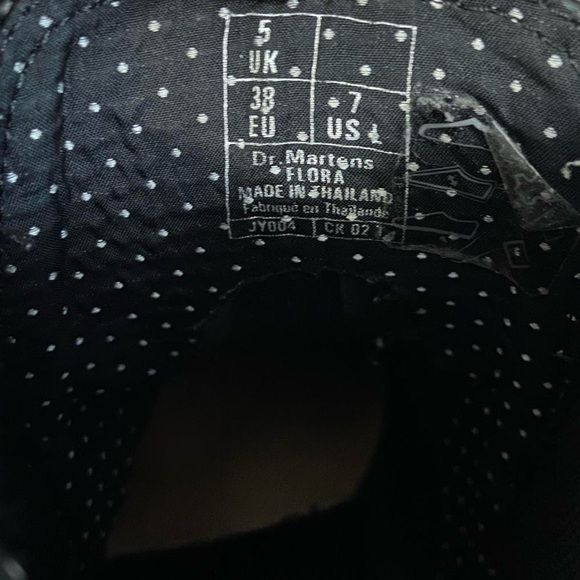 5
UK
38
EU
7
US L
Dr. Martens
FLORA
MADE IN THAILAND
Fabriqué en Thaïlande
JY004
CK 02 T